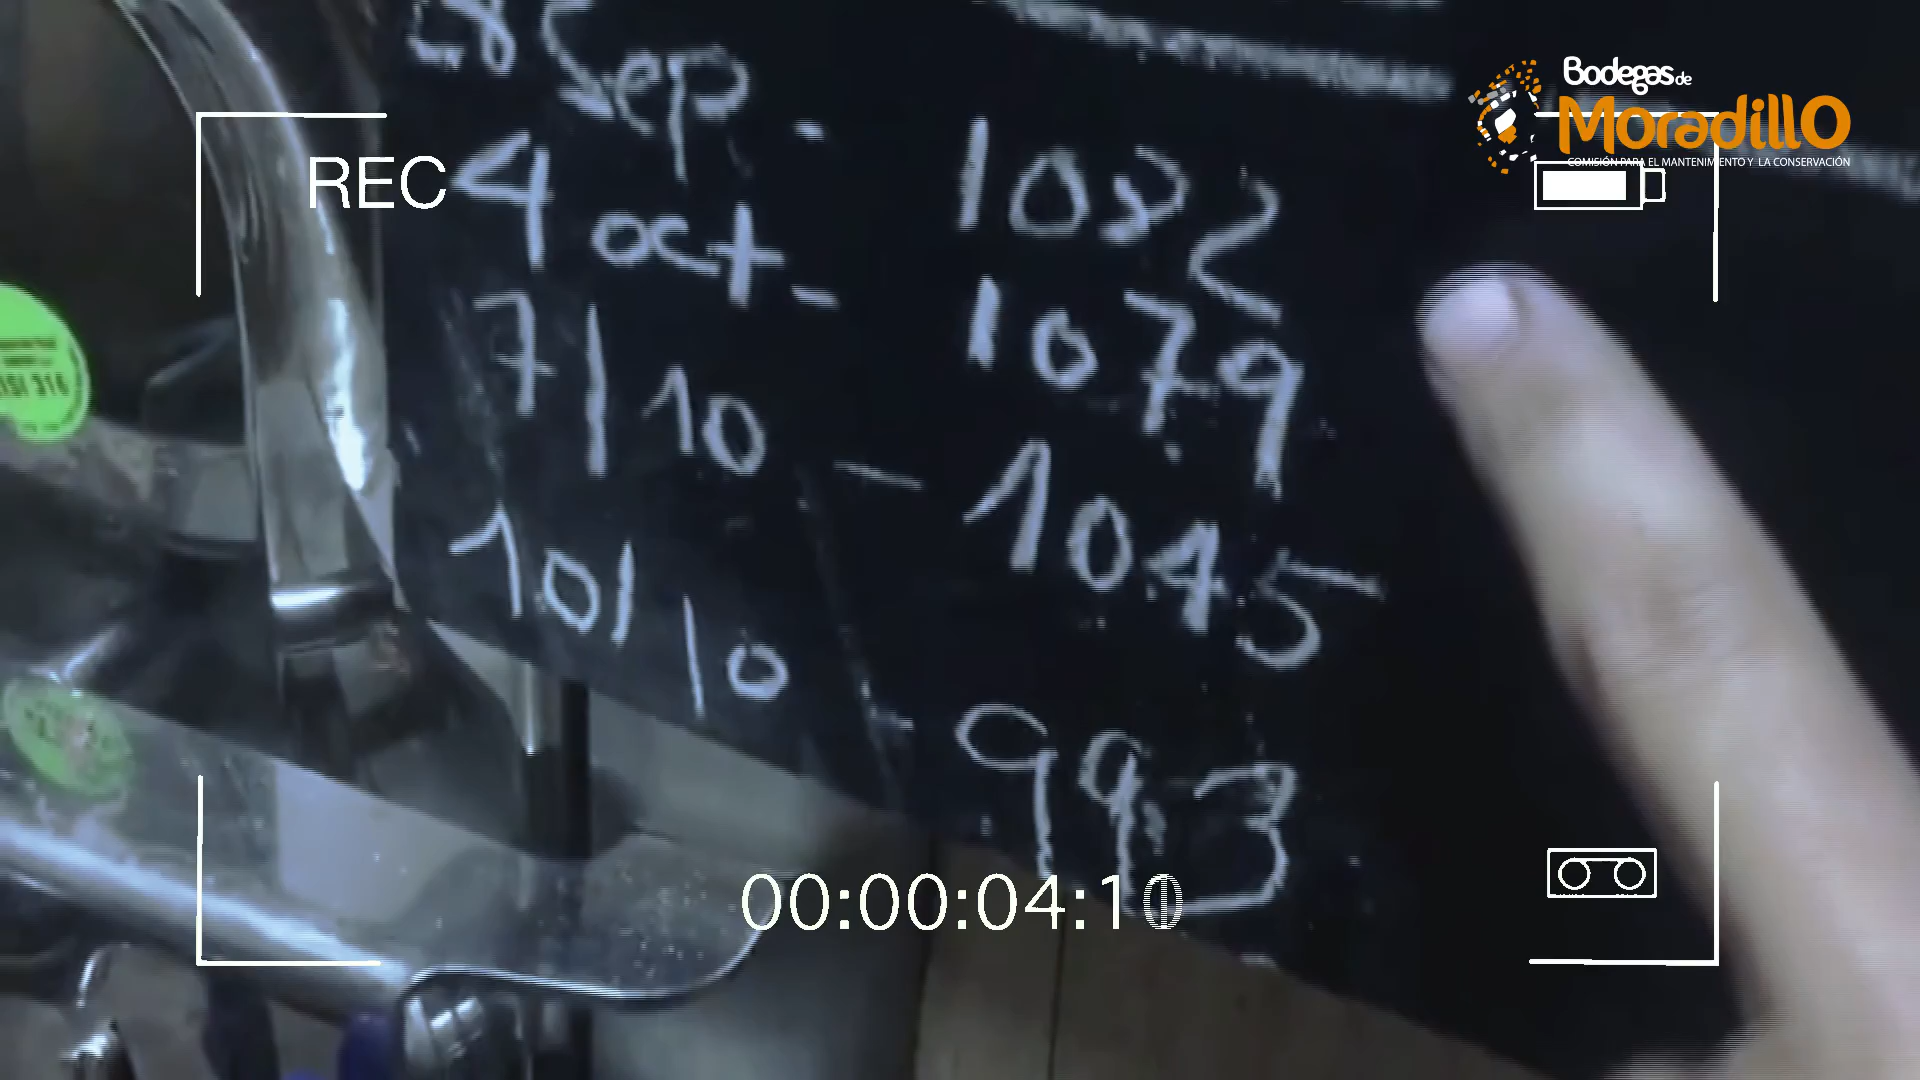 28 Sep - 1082
4 oct - 1079
7/10 - 1045
10/10 - 993
REC
Bodegas de
Moradillo
COMISIÓN PARA EL MANTENIMIENTO Y LA CONSERVACIÓN
00:00:04:10